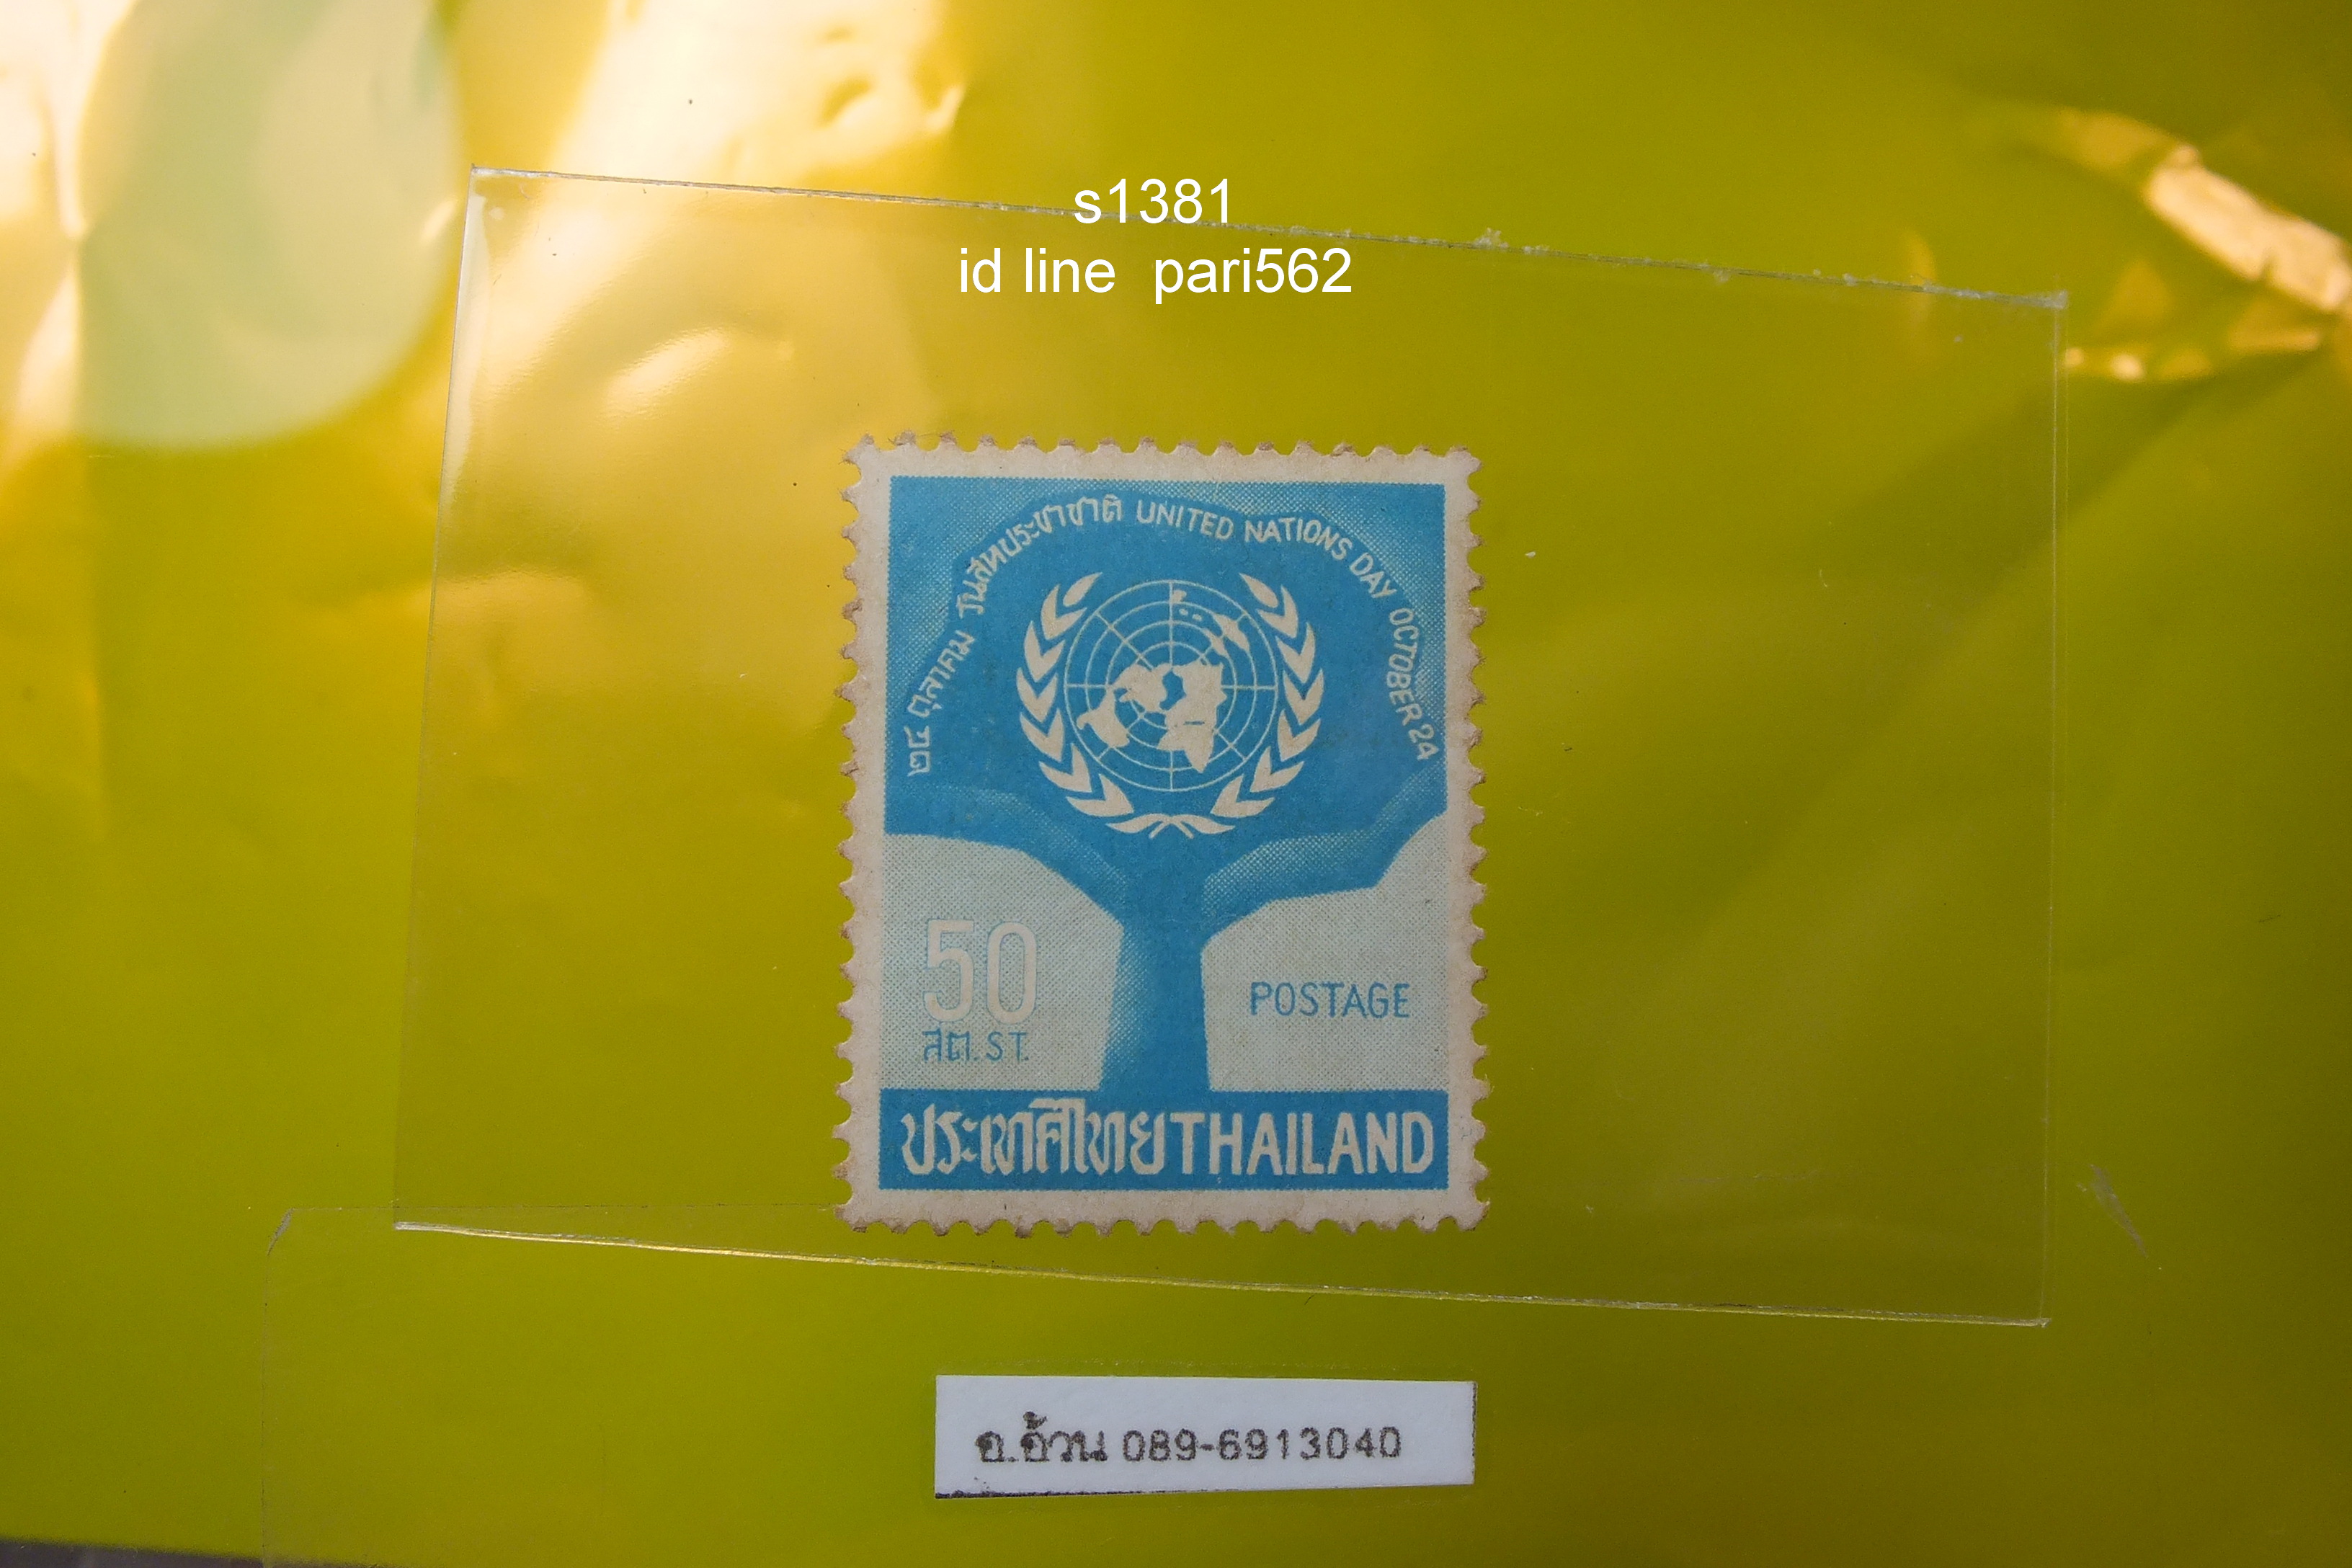 s1381
id line pari562
๒๔ ตุลาคม วันสหประชาชาติ UNITED NATIONS DAY OCTOBER 24
50
สต. ST.
POSTAGE
ประเทศไทย THAILAND
อ.อ้วน 089-6913040